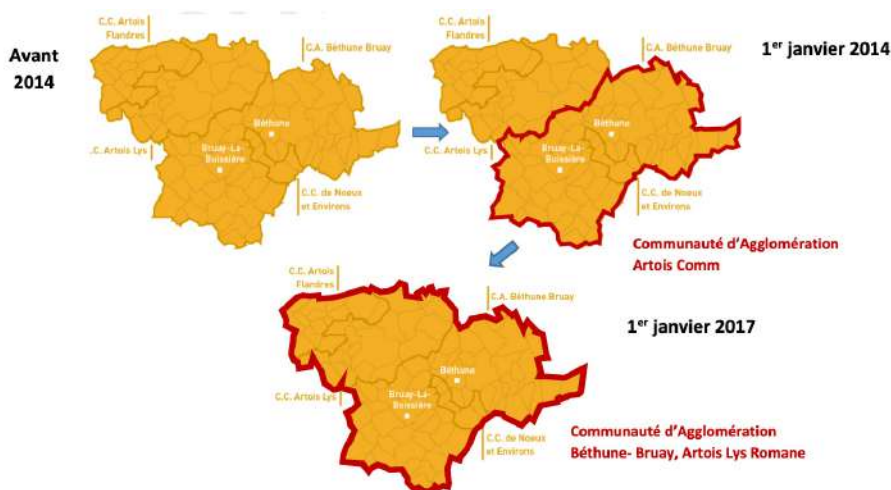 Avant
2014
C.C. Artois
Flandres
C.A. Béthune Bruay
Béthune
Bruay-La-
Buissière
.C. Artois Lys
C.C. de Noeux
et Environs
1er janvier 2014
C.C. Artois
Flandres
C.A. Béthune Bruay
Béthune
Bruay-La-
Buissière
C.C. Artois Lys
C.C. de Noeux
et Environs
Communauté d'Agglomération
Artois Comm
C.C. Artois
Flandres
C.A. Béthune Bruay
1er janvier 2017
Béthune
Bruay-La-
Buissière
C.C. Artois Lys
C.C. de Noeux
et Environs
Communauté d'Agglomération
Béthune- Bruay, Artois Lys Romane